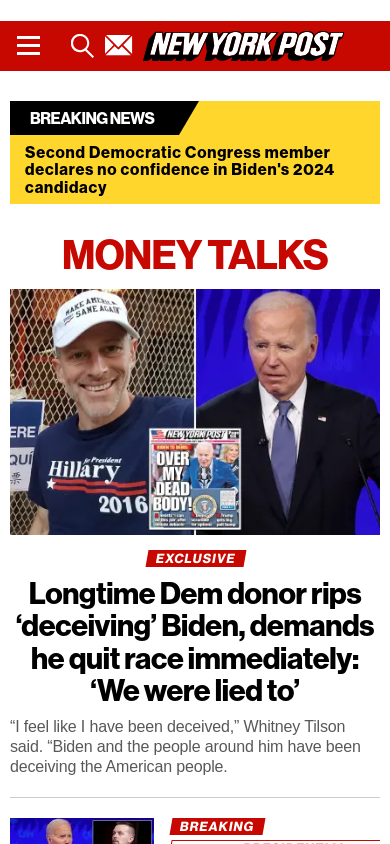 NEW YORK POST
BREAKING NEWS
Second Democratic Congress member
declares no confidence in Biden's 2024
candidacy
MONEY TALKS
MAKE AMERICA
SANE AGAIN
ERE
QUÍ
Hillary
for President
2016
NEW YORK POST
OVER
MY
DEAD
BODY!
EXCLUSIVE
Longtime Dem donor rips
‘deceiving’ Biden, demands
he quit race immediately:
‘We were lied to’
“I feel like I have been deceived,” Whitney Tilson
said. “Biden and the people around him have been
deceiving the American people.
BREAKING